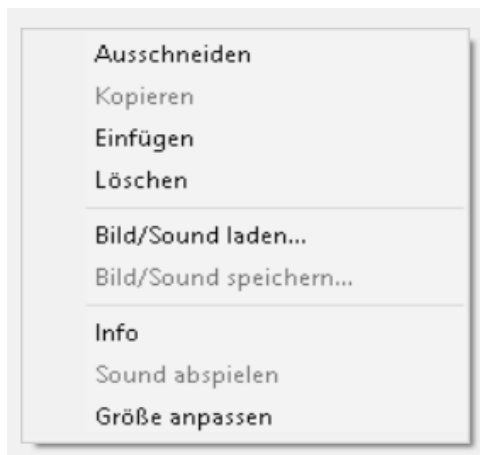 Ausschneiden
Kopieren
Einfügen
Löschen
Bild/Sound laden...
Bild/Sound speichern...
Info
Sound abspielen
Größe anpassen